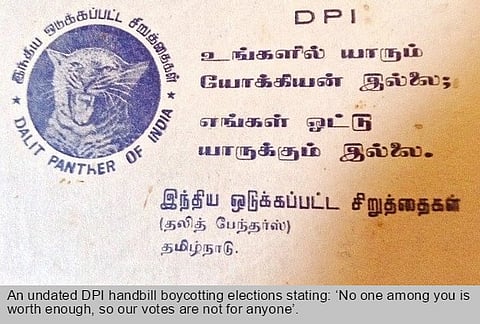 DPI
இந்திய ஒடுக்கப்பட்ட சிறுத்தைகள்
★ DALIT PANTHER OF INDIA ★
உங்களில் யாரும்
யோக்கியன் இல்லை;
எங்கள் ஓட்டு
யாருக்கும் இல்லை.
இந்திய ஒடுக்கப்பட்ட சிறுத்தைகள்
(தலித் பேந்தர்ஸ்)
தமிழ்நாடு.
An undated DPI handbill boycotting elections stating: ‘No one among you is
worth enough, so our votes are not for anyone’.